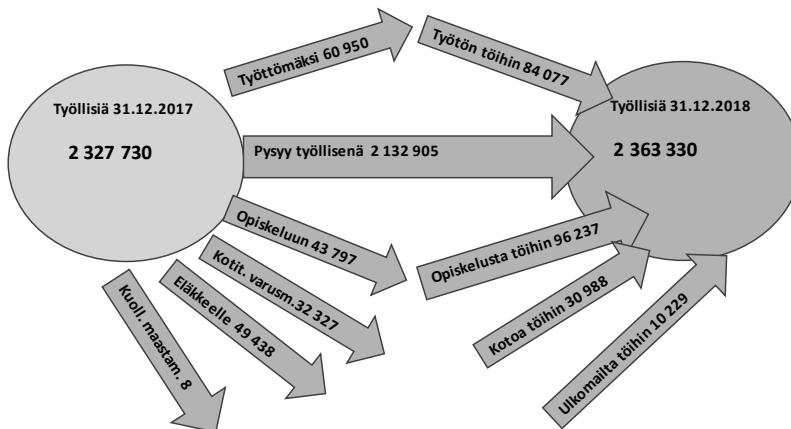 Työttömäksi 60 950
Työtön töihin 84 077
Työllisiä 31.12.2017
2 327 730
Työllisiä 31.12.2018
2 363 330
Pysyy työllisenä 2 132 905
Opiskeluun 43 797
Opiskelusta töihin 96 237
Kotit. varusm.32 327
Kotoa töihin 30 988
Eläkkeelle 49 438
Ulkomailta töihin 10 229
Kuoll. maastam. 8